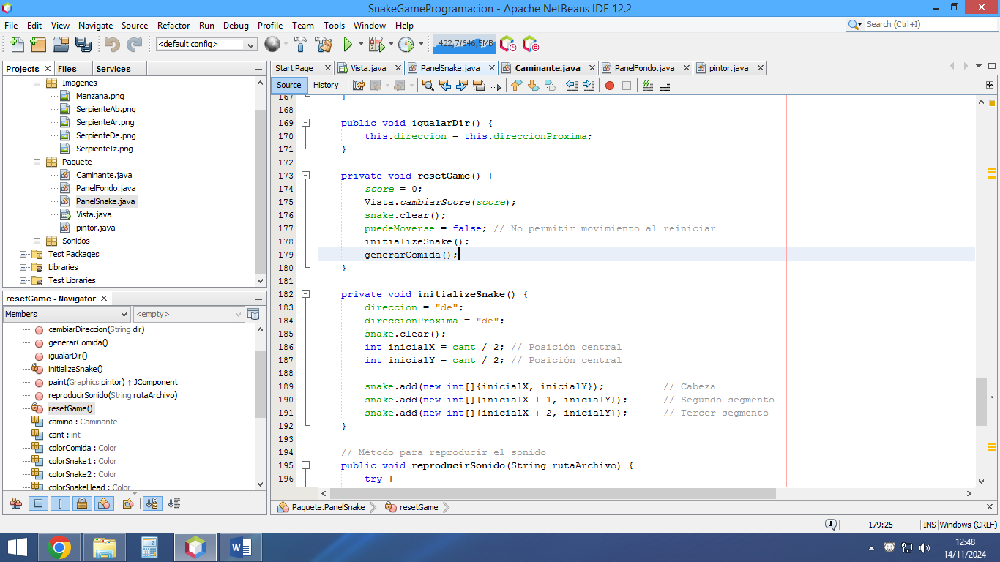 SnakeGameProgramacion - Apache NetBeans IDE 12.2
File Edit View Navigate Source Refactor Run Debug Profile Team Tools Window Help
Search (Ctrl+I)
<default config>
422,7/646,5MB
Projects Files Services
Imagenes
Manzana.png
SerpienteAb.png
SerpienteAr.png
SerpienteDe.png
SerpienteIz.png
Paquete
Caminante.java
PanelFondo.java
PanelSnake.java
Vista.java
pintor.java
Sonidos
Test Packages
Libraries
Test Libraries
resetGame - Navigator
Members
<empty>
cambiarDireccion(String dir)
generarComida()
igualarDir()
initializeSnake()
paint(Graphics pintor) ↑ JComponent
reproducirSonido(String rutaArchivo)
resetGame()
camino : Caminante
cant : int
colorComida : Color
colorSnake1 : Color
colorSnake2 : Color
colorSnakeHead : Color
Start Page Vista.java PanelSnake.java Caminante.java PanelFondo.java pintor.java
Source History
167 }
168
169 public void igualarDir() {
170 this.direccion = this.direccionProxima;
171 }
172
173 private void resetGame() {
174 score = 0;
175 Vista.cambiarScore(score);
176 snake.clear();
177 puedeMoverse = false; // No permitir movimiento al reiniciar
178 initializeSnake();
179 generarComida();
180 }
181
182 private void initializeSnake() {
183 direccion = "de";
184 direccionProxima = "de";
185 snake.clear();
186 int inicialX = cant / 2; // Posición central
187 int inicialY = cant / 2; // Posición central
188
189 snake.add(new int[]{inicialX, inicialY}); // Cabeza
190 snake.add(new int[]{inicialX + 1, inicialY}); // Segundo segmento
191 snake.add(new int[]{inicialX + 2, inicialY}); // Tercer segmento
192 }
193
194 // Método para reproducir el sonido
195 public void reproducirSonido(String rutaArchivo) {
196 try {
Paquete.PanelSnake resetGame
1
179:25 INS Windows (CRLF)
12:48
14/11/2024